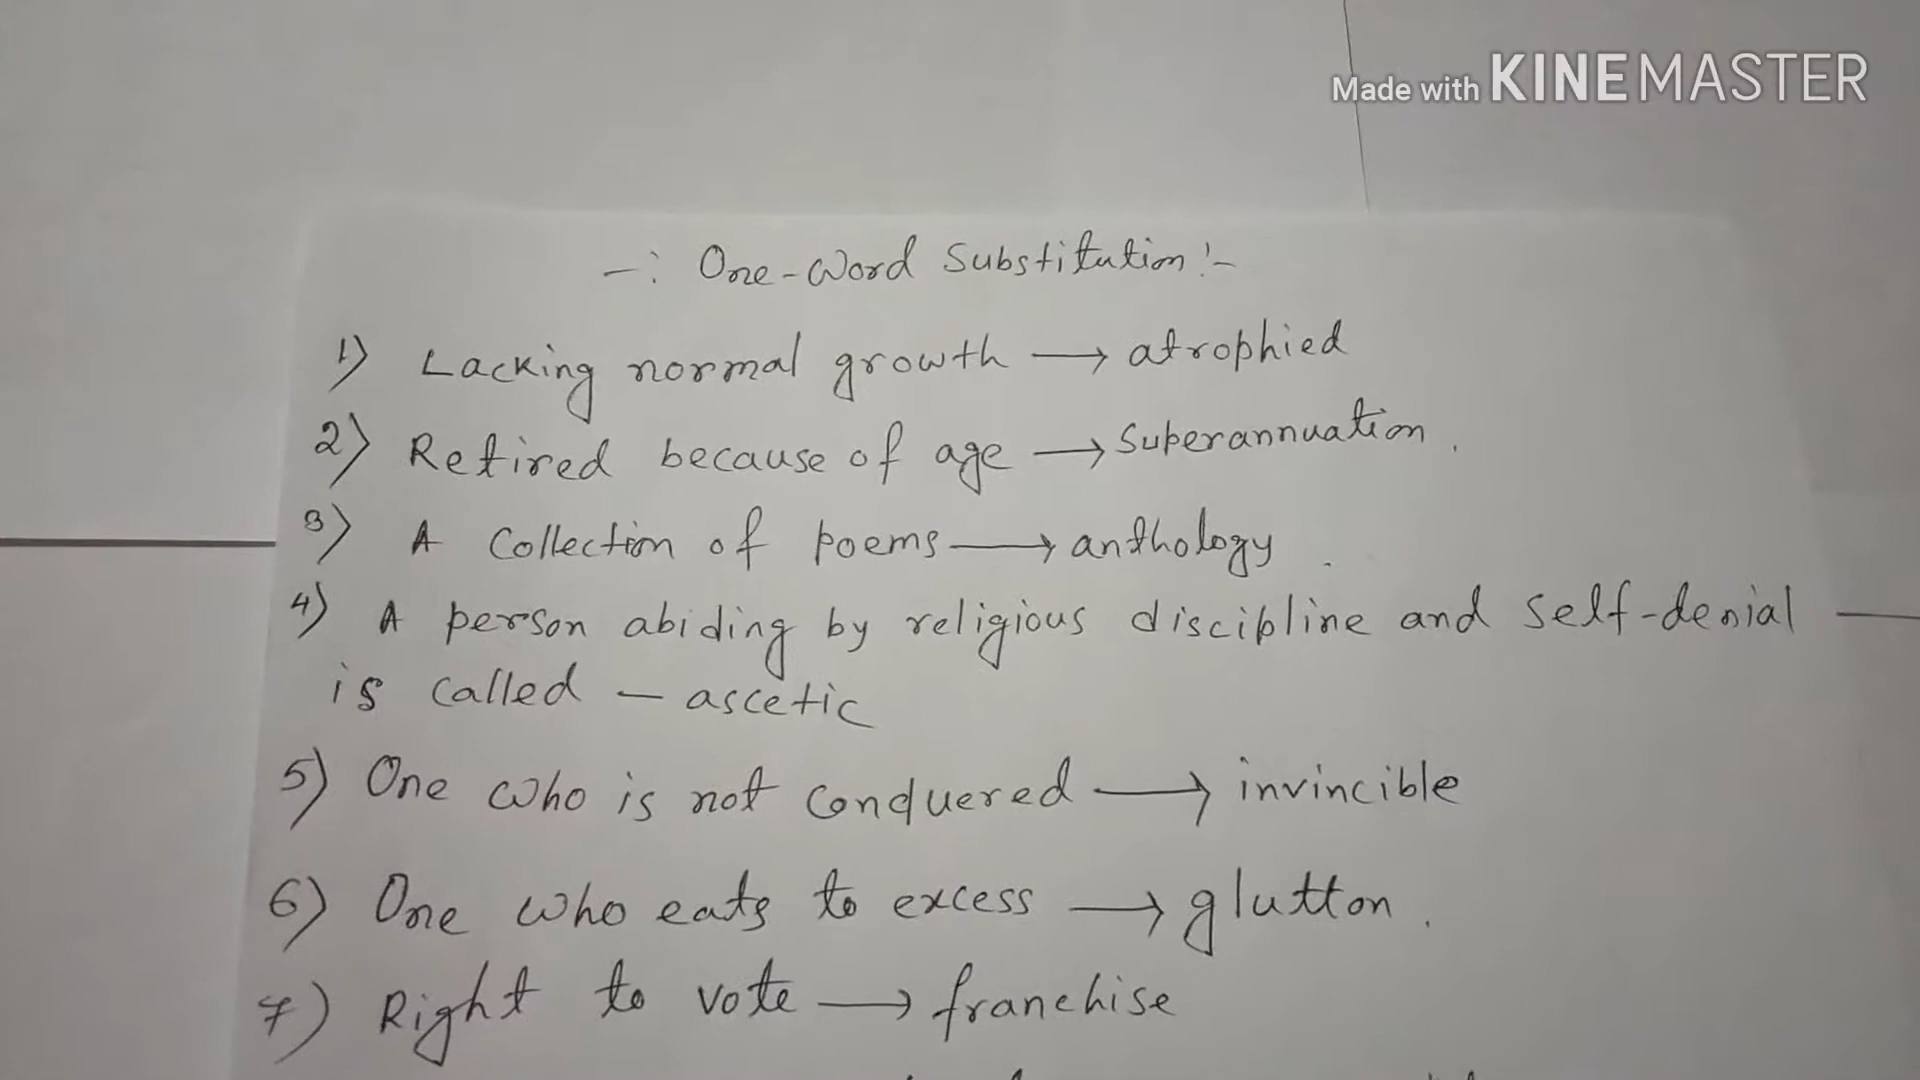 Made with KINEMASTER
-: One-Word Substitution:-
1) Lacking normal growth → atrophied
2) Retired because of age → Superannuation.
3) A Collection of poems → anthology.
4) A person abiding by religious discipline and self-denial
is called - ascetic
5) One who is not conquered → invincible
6) One who eats to excess → glutton.
7) Right to vote → franchise